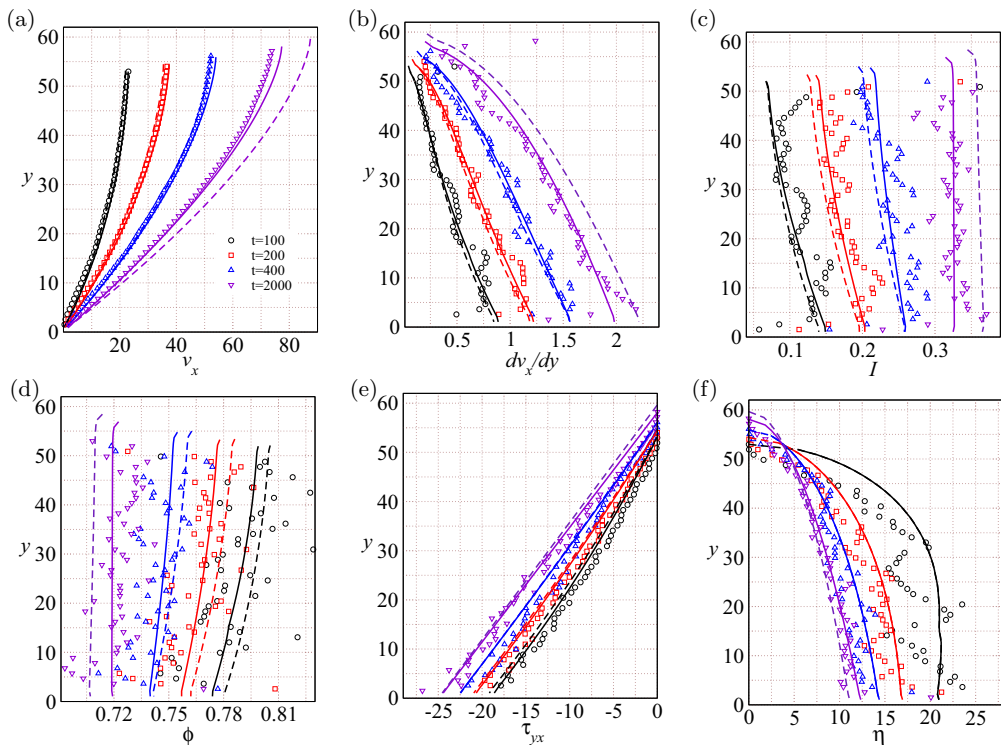 (a)
60
50
40
y
30
20
10
0
t=100
t=200
t=400
t=2000
20 40 60 80
v_x
(b)
60
50
40
y
30
20
10
0
0.5 1 1.5 2
dv_x/dy
(c)
60
50
40
y
30
20
10
0
0.1 0.2 0.3
I
(d)
60
50
40
y
30
20
10
0
0.72 0.75 0.78 0.81
ϕ
(e)
60
50
40
y
30
20
10
0
-25 -20 -15 -10 -5 0
τ_yx
(f)
60
50
40
y
30
20
10
0
0 5 10 15 20 25
η